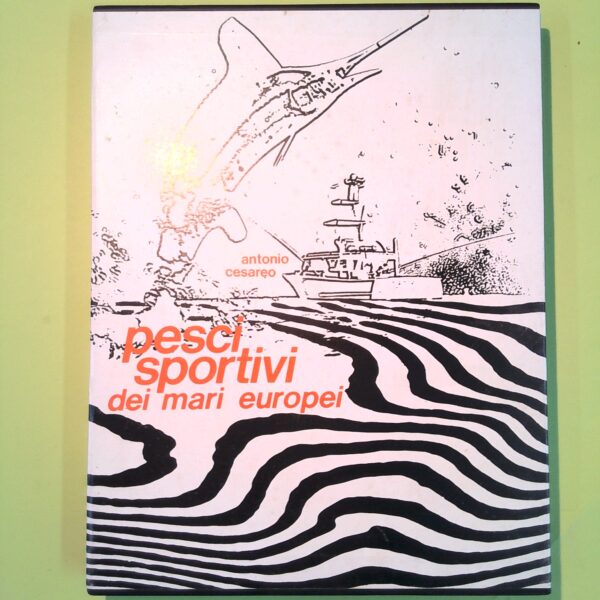 antonio
cesareo
pesci
sportivi
dei mari europei